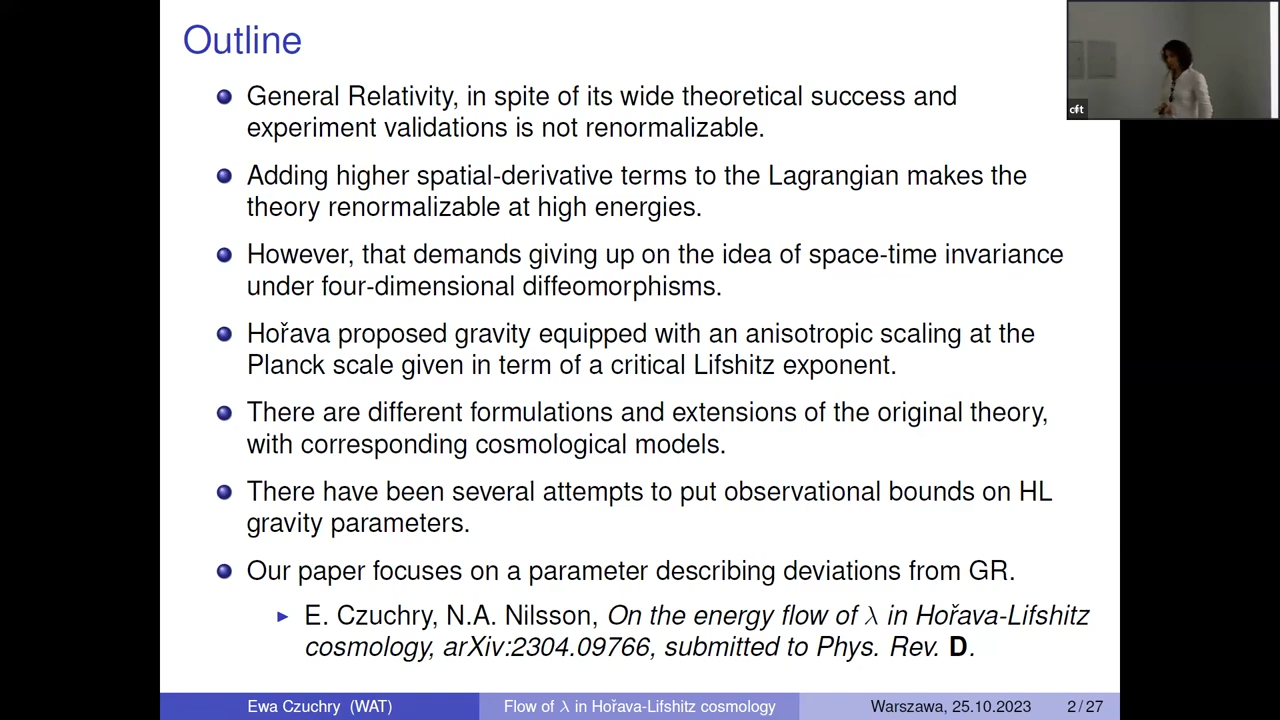 Outline
General Relativity, in spite of its wide theoretical success and
experiment validations is not renormalizable.
Adding higher spatial-derivative terms to the Lagrangian makes the
theory renormalizable at high energies.
However, that demands giving up on the idea of space-time invariance
under four-dimensional diffeomorphisms.
Hořava proposed gravity equipped with an anisotropic scaling at the
Planck scale given in term of a critical Lifshitz exponent.
There are different formulations and extensions of the original theory,
with corresponding cosmological models.
There have been several attempts to put observational bounds on HL
gravity parameters.
Our paper focuses on a parameter describing deviations from GR.
E. Czuchry, N.A. Nilsson, On the energy flow of λ in Hořava-Lifshitz
cosmology, arXiv:2304.09766, submitted to Phys. Rev. D.
Ewa Czuchry (WAT) Flow of λ in Hořava-Lifshitz cosmology Warszawa, 25.10.2023 2 / 27
cft